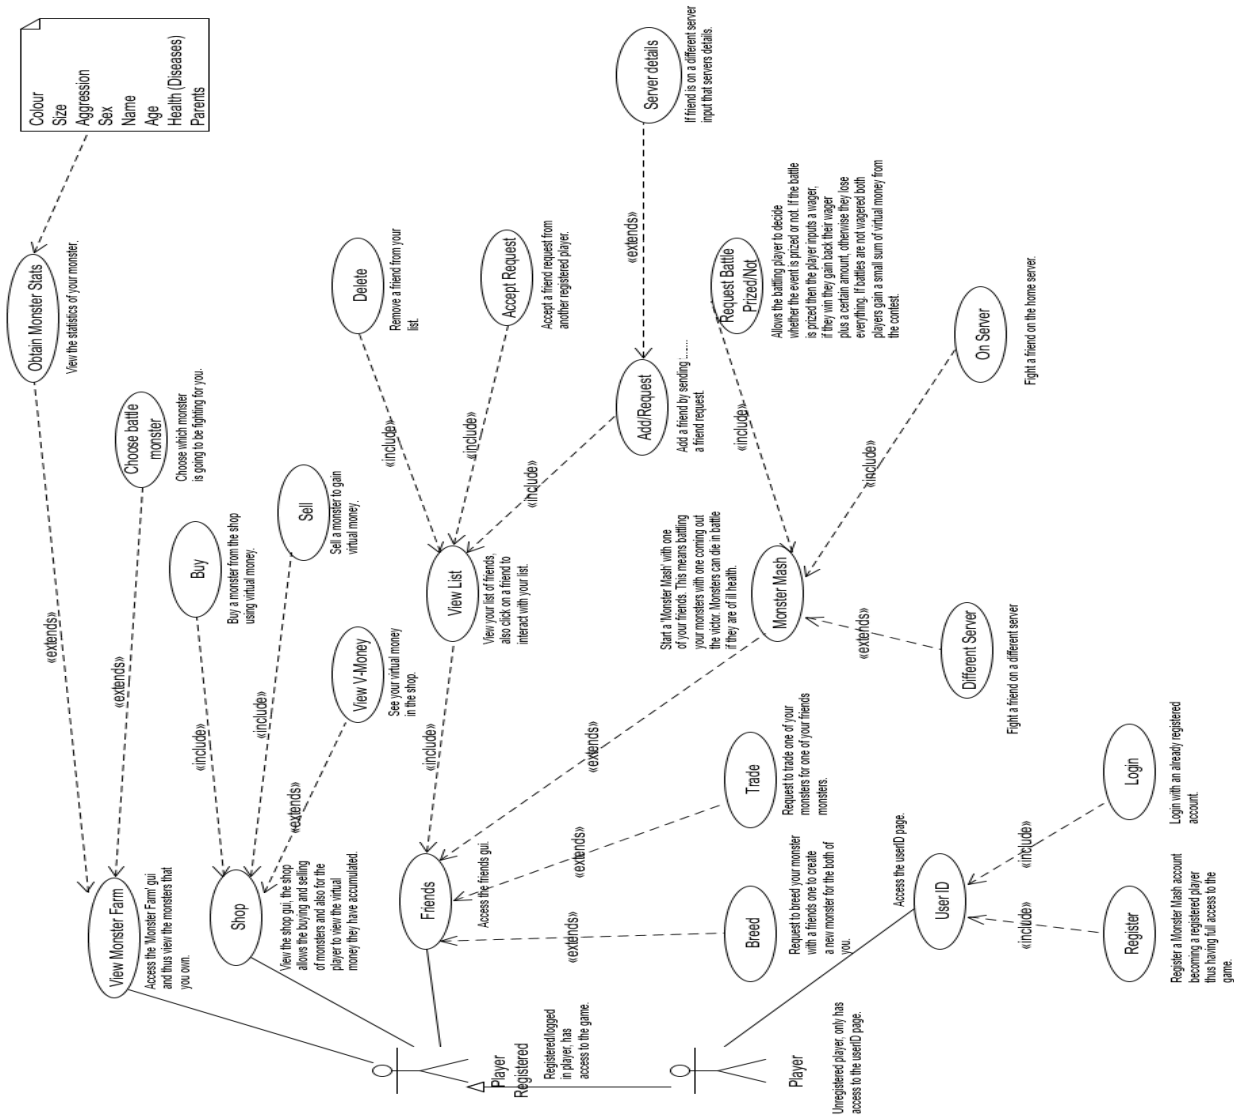 Colour
Size
Aggression
Sex
Name
Age
Health (Diseases)
Parents
Obtain Monster Stats
View the statistics of your monster.
«extends»
View Monster Farm
Access the 'Monster Farm' gui
and thus view the monsters that
you own.
Choose battle
monster
Choose which monster
is going to be fighting for you.
«extends»
Buy
Buy a monster from the shop
using virtual money.
«include»
Sell
Sell a monster to gain
virtual money.
«include»
View V-Money
See your virtual money
in the shop.
«extends»
Shop
View the shop gui, the shop
allows the buying and selling
of monsters and also for the
player to view the virtual
money they have accumulated.
Delete
Remove a friend from your
list.
«include»
Accept Request
Accept a friend request from
another registered player.
«include»
Server details
If friend is on a different server
input that servers details.
«extends»
Add/Request
Add a friend by sending
a friend request.
«include»
View List
View your list of friends,
also click on a friend to
interact with your list.
«include»
Friends
Access the friends gui.
Request Battle
Prized/Not
Allows the battling player to decide
whether the event is prized or not. If the battle
is prized then the player inputs a wager,
if they win they gain back their wager
plus a certain amount, otherwise they lose
everything. If battles are not wagered both
players gain a small sum of virtual money from
the contest.
«include»
On Server
Fight a friend on the home server.
«include»
Monster Mash
Start a 'Monster Mash' with one
of your friends. This means battling
your monsters with one coming out
the victor. Monsters can die in battle
if they are of ill health.
«extends»
Different Server
Fight a friend on a different server
«extends»
Trade
Request to trade one of your
monsters for one of your friends
monsters.
«extends»
Breed
Request to breed your monster
with a friends one to create
a new monster for the both of
you.
«extends»
User ID
Access the userID page.
Login
Login with an already registered
account.
«include»
Register
Register a Monster Mash account
becoming a registered player
thus having full access to the
game.
«include»
Player
Registered
Registered/logged
in player, has
access to the game.
Player
Unregistered player, only has
access to the userID page.